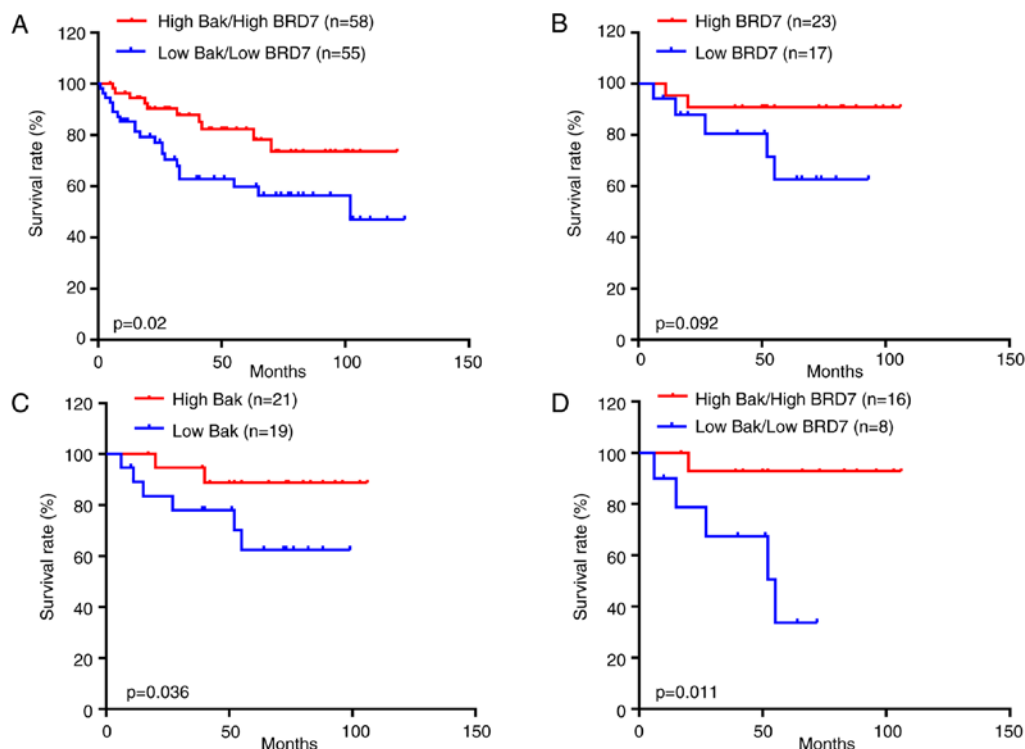 A
High Bak/High BRD7 (n=58)
Low Bak/Low BRD7 (n=55)
120
100
80
60
40
20
0
Survival rate (%)
p=0.02
0
50
100
150
Months
B
High BRD7 (n=23)
Low BRD7 (n=17)
120
100
80
60
40
20
0
Survival rate (%)
p=0.092
0
50
100
150
Months
C
High Bak (n=21)
Low Bak (n=19)
120
100
80
60
40
20
0
Survival rate (%)
p=0.036
0
50
100
150
Months
D
High Bak/High BRD7 (n=16)
Low Bak/Low BRD7 (n=8)
120
100
80
60
40
20
0
Survival rate (%)
p=0.011
0
50
100
150
Months